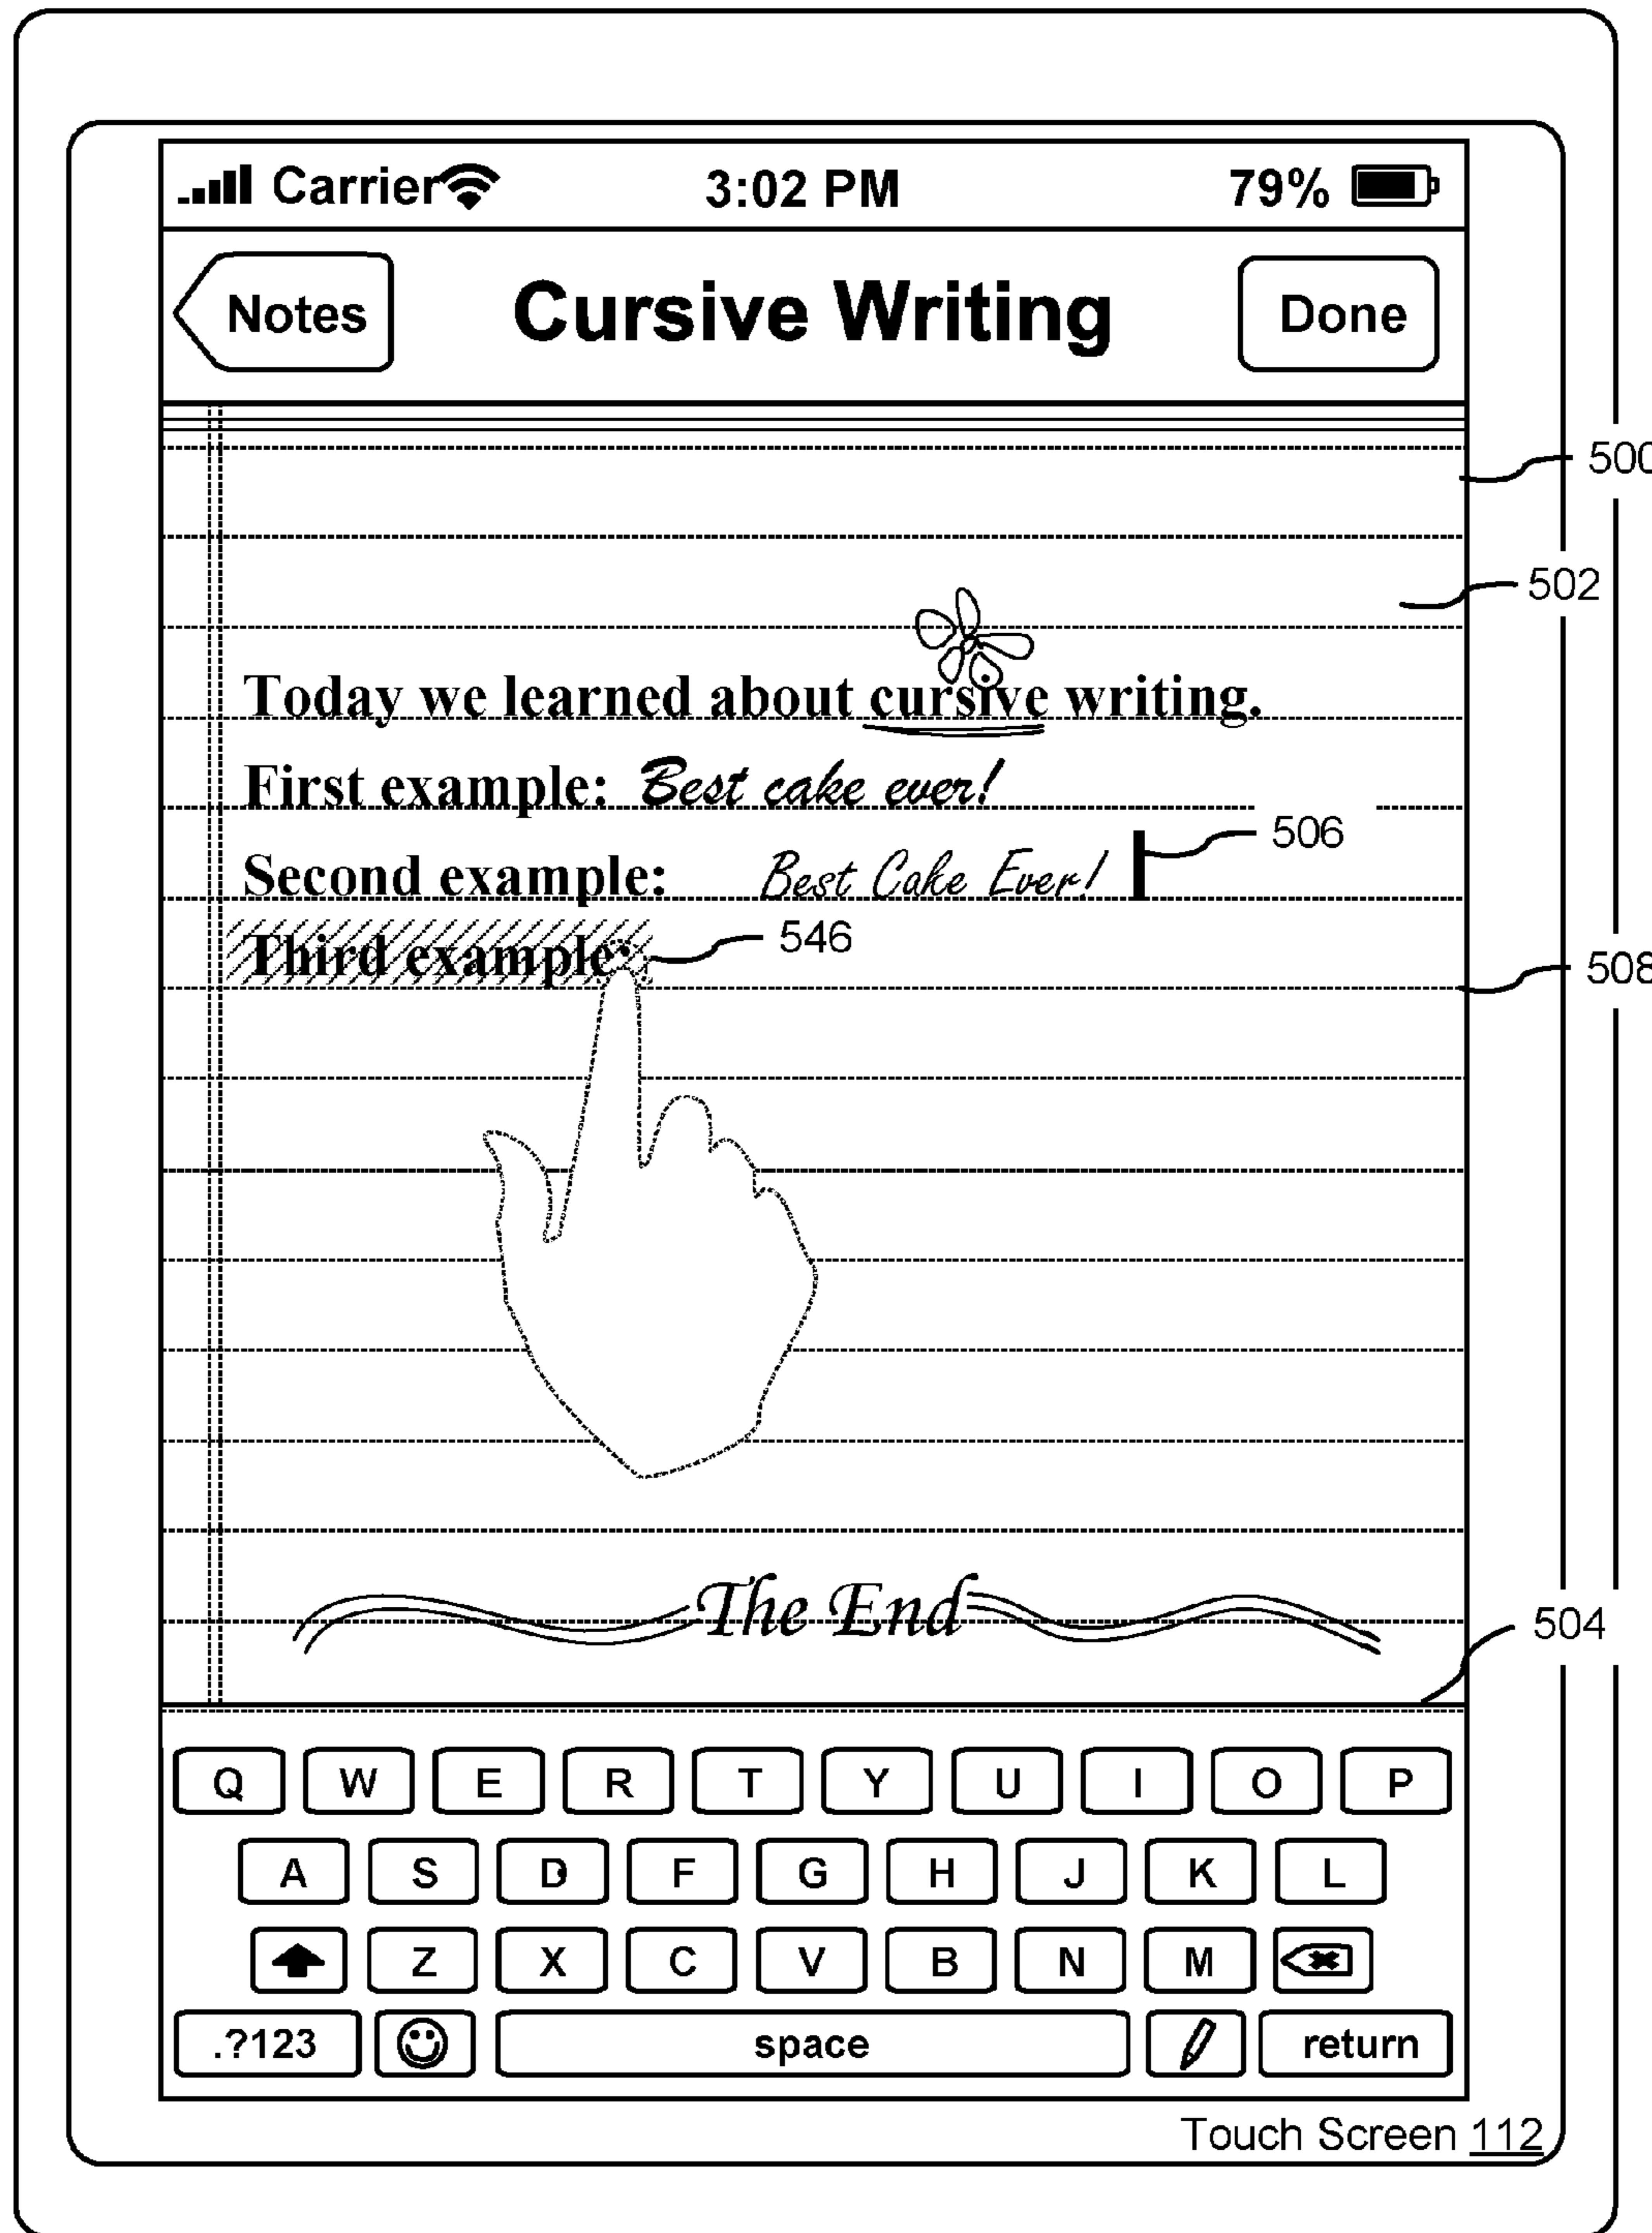 Carrier 3:02 PM 79%
Notes Cursive Writing Done
500
502
Today we learned about cursive writing.
First example: Best cake ever!
506
Second example: Best Cake Ever!
Third example: 546
508
The End
504
Q W E R T Y U I O P
A S D F G H J K L
Z X C V B N M
.?123 space return
Touch Screen 112